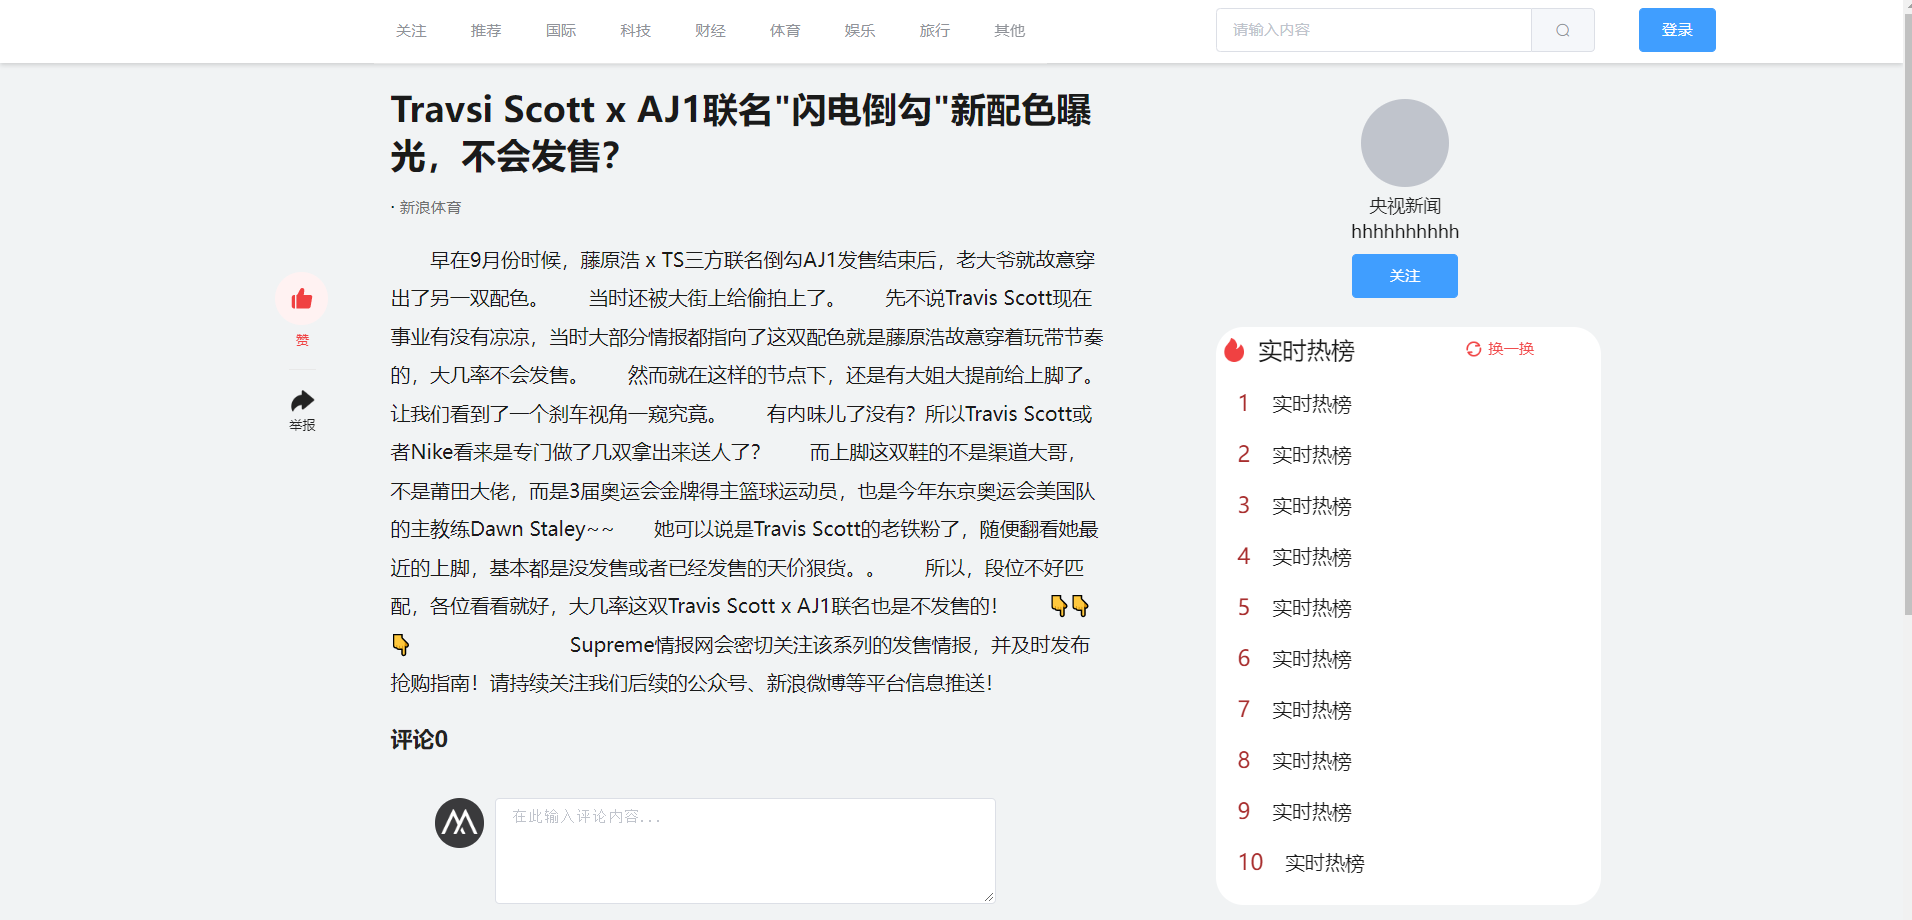 关注 推荐 国际 科技 财经 体育 娱乐 旅行 其他 请输入内容 登录
Travsi Scott x AJ1联名"闪电倒勾"新配色曝
光，不会发售？
· 新浪体育
早在9月份时候，藤原浩 x TS三方联名倒勾AJ1发售结束后，老大爷就故意穿
出了另一双配色。 当时还被大街上给偷拍上了。 先不说Travis Scott现在
事业有没有凉凉，当时大部分情报都指向了这双配色就是藤原浩故意穿着玩带节奏
的，大几率不会发售。 然而就在这样的节点下，还是有大姐大提前给上脚了。
让我们看到了一个刹车视角一窥究竟。 有内味儿了没有？所以Travis Scott或
者Nike看来是专门做了几双拿出来送人了？ 而上脚这双鞋的不是渠道大哥，
不是莆田大佬，而是3届奥运会金牌得主篮球运动员，也是今年东京奥运会美国队
的主教练Dawn Staley~~ 她可以说是Travis Scott的老铁粉了，随便翻看她最
近的上脚，基本都是没发售或者已经发售的天价狠货。。 所以，段位不好匹
配，各位看看就好，大几率这双Travis Scott x AJ1联名也是不发售的！ 👇👇
👇 Supreme情报网会密切关注该系列的发售情报，并及时发布
抢购指南！请持续关注我们后续的公众号、新浪微博等平台信息推送！
赞
举报
评论0
在此输入评论内容...
央视新闻
hhhhhhhhhh
关注
实时热榜 换一换
1 实时热榜
2 实时热榜
3 实时热榜
4 实时热榜
5 实时热榜
6 实时热榜
7 实时热榜
8 实时热榜
9 实时热榜
10 实时热榜